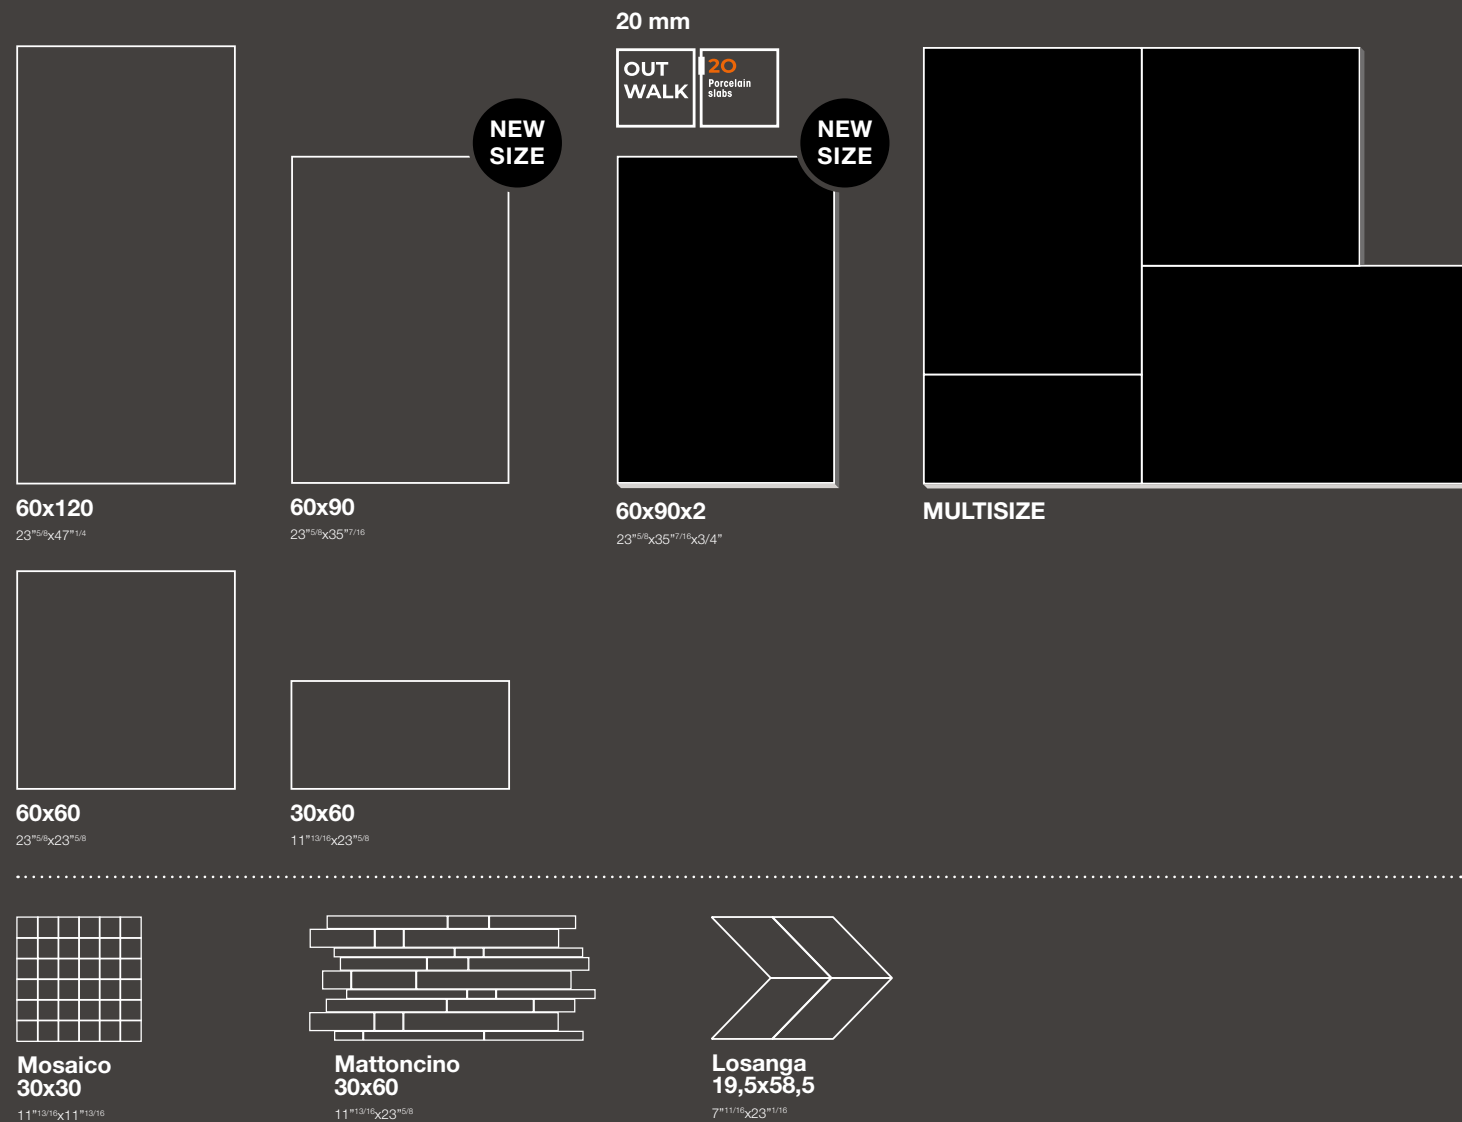 20 mm
OUT
WALK
20
Porcelain
slabs
NEW
SIZE
NEW
SIZE
60x120
23"5/8x47"1/4
60x90
23"5/8x35"7/16
60x90x2
23"5/8x35"7/16x3/4"
MULTISIZE
60x60
23"5/8x23"5/8
30x60
11"13/16x23"5/8
Mosaico
30x30
11"13/16x11"13/16
Mattoncino
30x60
11"13/16x23"5/8
Losanga
19,5x58,5
7"11/16x23"1/16